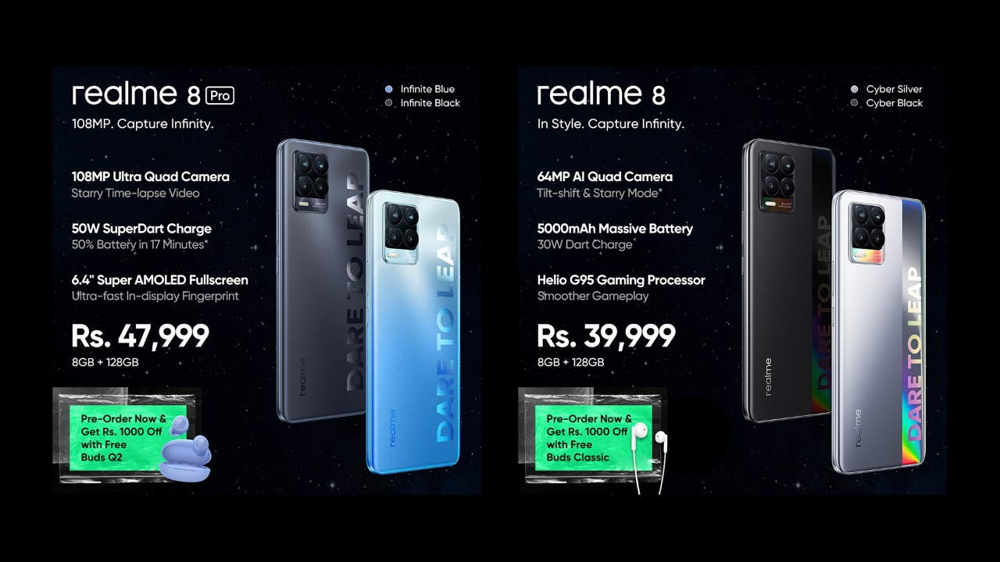 realme 8 Pro
108MP. Capture Infinity.
Infinite Blue
Infinite Black
108MP Ultra Quad Camera
Starry Time-lapse Video
50W SuperDart Charge
50% Battery in 17 Minutes*
6.4" Super AMOLED Fullscreen
Ultra-fast In-display Fingerprint
Rs. 47,999
8GB + 128GB
Pre-Order Now &
Get Rs. 1000 Off
with Free
Buds Q2
DARE TO LEAP
realme
DARE TO LEAP
realme
realme 8
In Style. Capture Infinity.
Cyber Silver
Cyber Black
64MP AI Quad Camera
Tilt-shift & Starry Mode*
5000mAh Massive Battery
30W Dart Charge
Helio G95 Gaming Processor
Smoother Gameplay
Rs. 39,999
8GB + 128GB
Pre-Order Now &
Get Rs. 1000 Off
with Free
Buds Classic
DARE TO LEAP
realme
DARE TO LEAP
realme